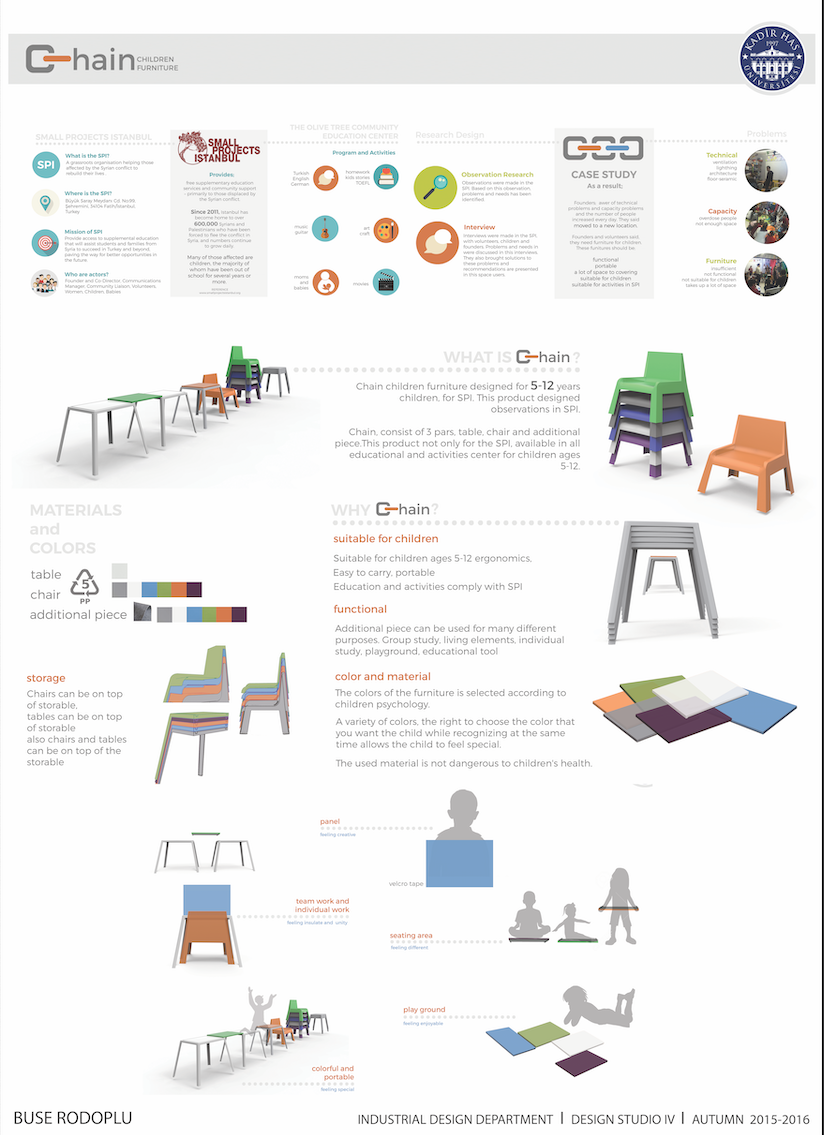 C-hain
CHILDREN
FURNITURE
KADİR HAS
1997
ÜNİVERSİTESİ
SMALL PROJECTS ISTANBUL
SPI
What is the SPI?
A grassroots organisation helping those
affected by the Syrian conflict to
rebuild their lives.
Where is the SPI?
Büyük Saray Meydanı Cd. No:99
Şehremini, 34104 Fatih/İstanbul,
Turkey
Mission of SPI
Provide access to supplemental education
that will assist students and families from
Syria to succeed in Turkey and beyond,
paving the way for better opportunities in
the future.
Who are actors?
Founder and Co-Director, Communications
Manager, Community Liaison, Volunteers,
Women, Children, Babies
SMALL
PROJECTS
ISTANBUL
Provides;
free supplementary education
services and community support
- primarily to those displaced by
the Syrian conflict.
Since 2011, Istanbul has
become home to over
600,000 Syrians and
Palestinians who have been
forced to flee the conflict in
Syria, and numbers continue
to grow daily.
Many of those affected are
children, the majority of
whom have been out of
school for several years or
more.
THE OLIVE TREE COMMUNITY
EDUCATION CENTER
Program and Activities
Turkish
English
German
homework
kids stories
TOEFL
music
guitar
art
craft
moms
and
babies
movies
Research Design
Observation Research
Observations were made in the
SPI. Based on this observation
problems and needs has been
identified.
Interview
Interviews were made in the SPI,
with volunteers, children and
founders. Problems and needs in
were discussed in this interviews.
They also brought solutions to
these problems and
recommendations are presented
in this space users.
CASE STUDY
As a result;
Founders, aweir of technical
problems and capacity problems
and the number of people
increased every day. They said
moved to a new location.
Founders and volunteers said,
they need furniture for children.
These furnitures should be;
functional
portable
a lot of space to covering
suitable for children
suitable for activities in SPI
Problems
Technical
ventilation
lighthing
architecture
floor-seismic
Capacity
overdose people
not enough space
Furniture
insufficient
not functional
not suitable for children
takes up a lot of space
WHAT IS C-hain ?
Chain children furniture designed for 5-12 years
children, for SPI. This product designed
observations in SPI.
Chain, consist of 3 pars, table, chair and additional
piece.This product not only for the SPI, available in all
educational and activities center for children ages
5-12.
MATERIALS
and
COLORS
table
chair
additional piece
5
PP
WHY C-hain?
suitable for children
Suitable for children ages 5-12 ergonomics,
Easy to carry, portable
Education and activities comply with SPI
functional
Additional piece can be used for many different
purposes. Group study, living elements, individual
study, playground, educational tool
color and material
The colors of the furniture is selected according to
children psychology.
A variety of colors, the right to choose the color that
you want the child while recognizing at the same
time allows the child to feel special.
The used material is not dangerous to children's health.
storage
Chairs can be on top
of storable,
tables can be on top
of storable
also chairs and tables
can be on top of the
storable
panel
feeling creative
velcro tape
team work and
individual work
feeling insulate and unity
seating area
feeling different
play ground
feeling enjoyable
colorful and
portable
feeling special
BUSE RODOPLU
INDUSTRIAL DESIGN DEPARTMENT | DESIGN STUDIO IV | AUTUMN 2015-2016